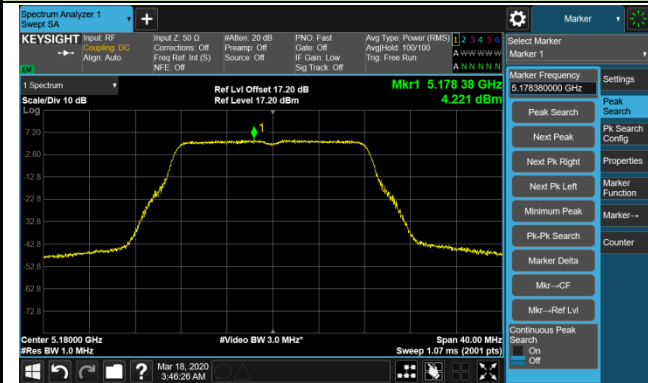 Spectrum Analyzer 1
Swept SA
Marker
KEYSIGHT
Input: RF
Coupling: DC
Align: Auto
Input Z: 50 Ω
Corrections: Off
Freq Ref: Int (S)
NFE: Off
#Atten: 20 dB
Preamp: Off
Source: Off
PNO: Fast
Gate: Off
IF Gain: Low
Sig Track: Off
Avg Type: Power (RMS)
Avg|Hold: 100/100
Trig: Free Run
1 2 3 4 5 6
A W W W W W
A N N N N N
Select Marker
Marker 1
1 Spectrum
Scale/Div 10 dB
Log
Ref Lvl Offset 17.20 dB
Ref Level 17.20 dBm
Mkr1 5.178 38 GHz
4.221 dBm
7.20
-2.80
-12.8
-22.8
-32.8
-42.8
-52.8
-62.8
-72.8
1
Center 5.18000 GHz
#Res BW 1.0 MHz
#Video BW 3.0 MHz*
Span 40.00 MHz
Sweep 1.07 ms (2001 pts)
Marker Frequency
5.178380000 GHz
Peak Search
Next Peak
Next Pk Right
Next Pk Left
Minimum Peak
Pk-Pk Search
Marker Delta
Mkr→CF
Mkr→Ref Lvl
Continuous Peak
Search
On
Off
Settings
Peak
Search
Pk Search
Config
Properties
Marker
Function
Marker→
Counter
?
Mar 18, 2020
3:46:26 AM